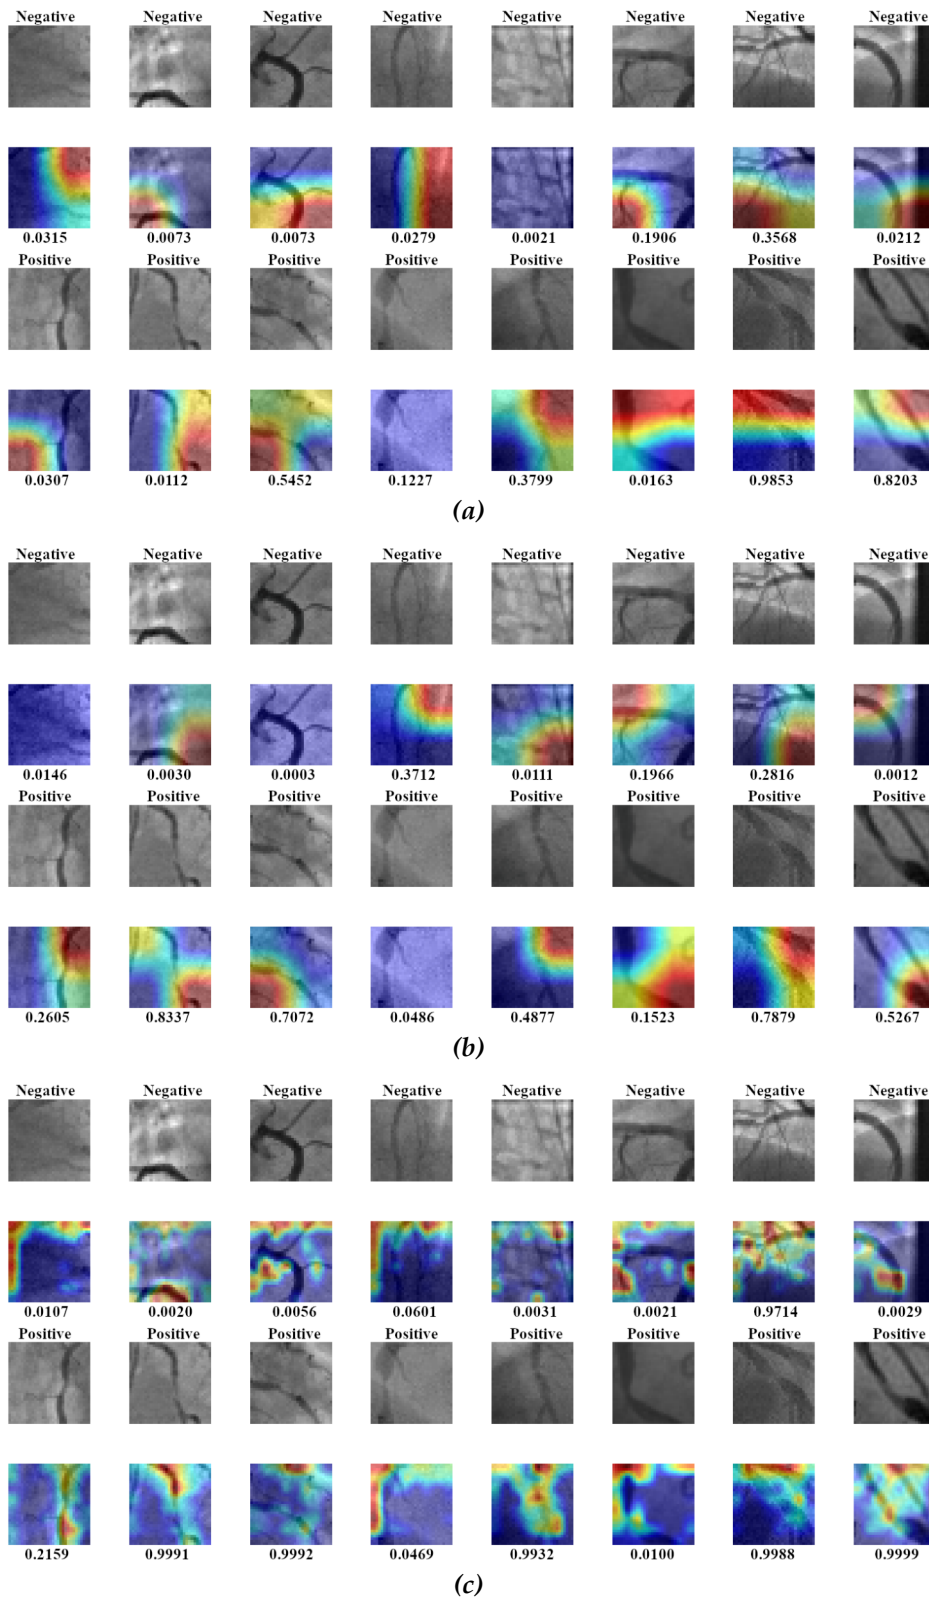 Negative Negative Negative Negative Negative Negative Negative Negative
0.0315 0.0073 0.0073 0.0279 0.0021 0.1906 0.3568 0.0212
Positive Positive Positive Positive Positive Positive Positive Positive
0.0307 0.0112 0.5452 0.1227 0.3799 0.0163 0.9853 0.8203
(a)
Negative Negative Negative Negative Negative Negative Negative Negative
0.0146 0.0030 0.0003 0.3712 0.0111 0.1966 0.2816 0.0012
Positive Positive Positive Positive Positive Positive Positive Positive
0.2605 0.8337 0.7072 0.0486 0.4877 0.1523 0.7879 0.5267
(b)
Negative Negative Negative Negative Negative Negative Negative Negative
0.0107 0.0020 0.0056 0.0601 0.0031 0.0021 0.9714 0.0029
Positive Positive Positive Positive Positive Positive Positive Positive
0.2159 0.9991 0.9992 0.0469 0.9932 0.0100 0.9988 0.9999
(c)